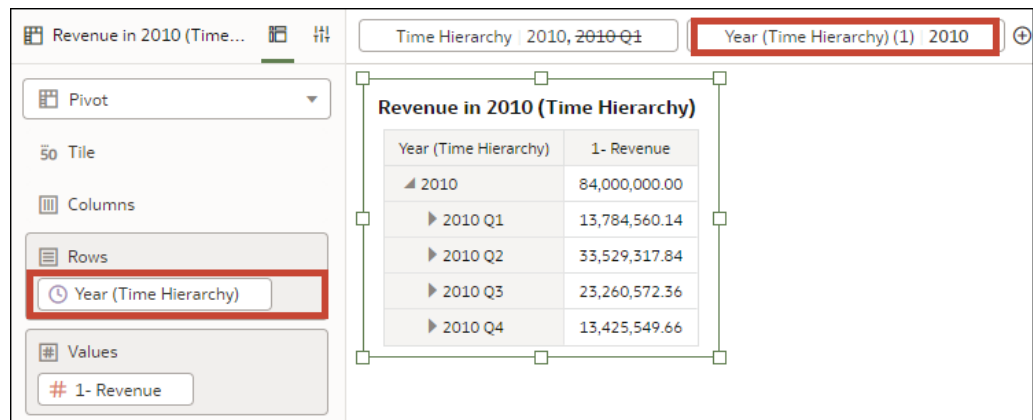 Revenue in 2010 (Time...
Time Hierarchy 2010, 2010 Q1
Year (Time Hierarchy) (1) 2010
Pivot
50 Tile
Columns
Rows
Year (Time Hierarchy)
Values
# 1- Revenue
Revenue in 2010 (Time Hierarchy)
Year (Time Hierarchy) 1- Revenue
2010 84,000,000.00
2010 Q1 13,784,560.14
2010 Q2 33,529,317.84
2010 Q3 23,260,572.36
2010 Q4 13,425,549.66